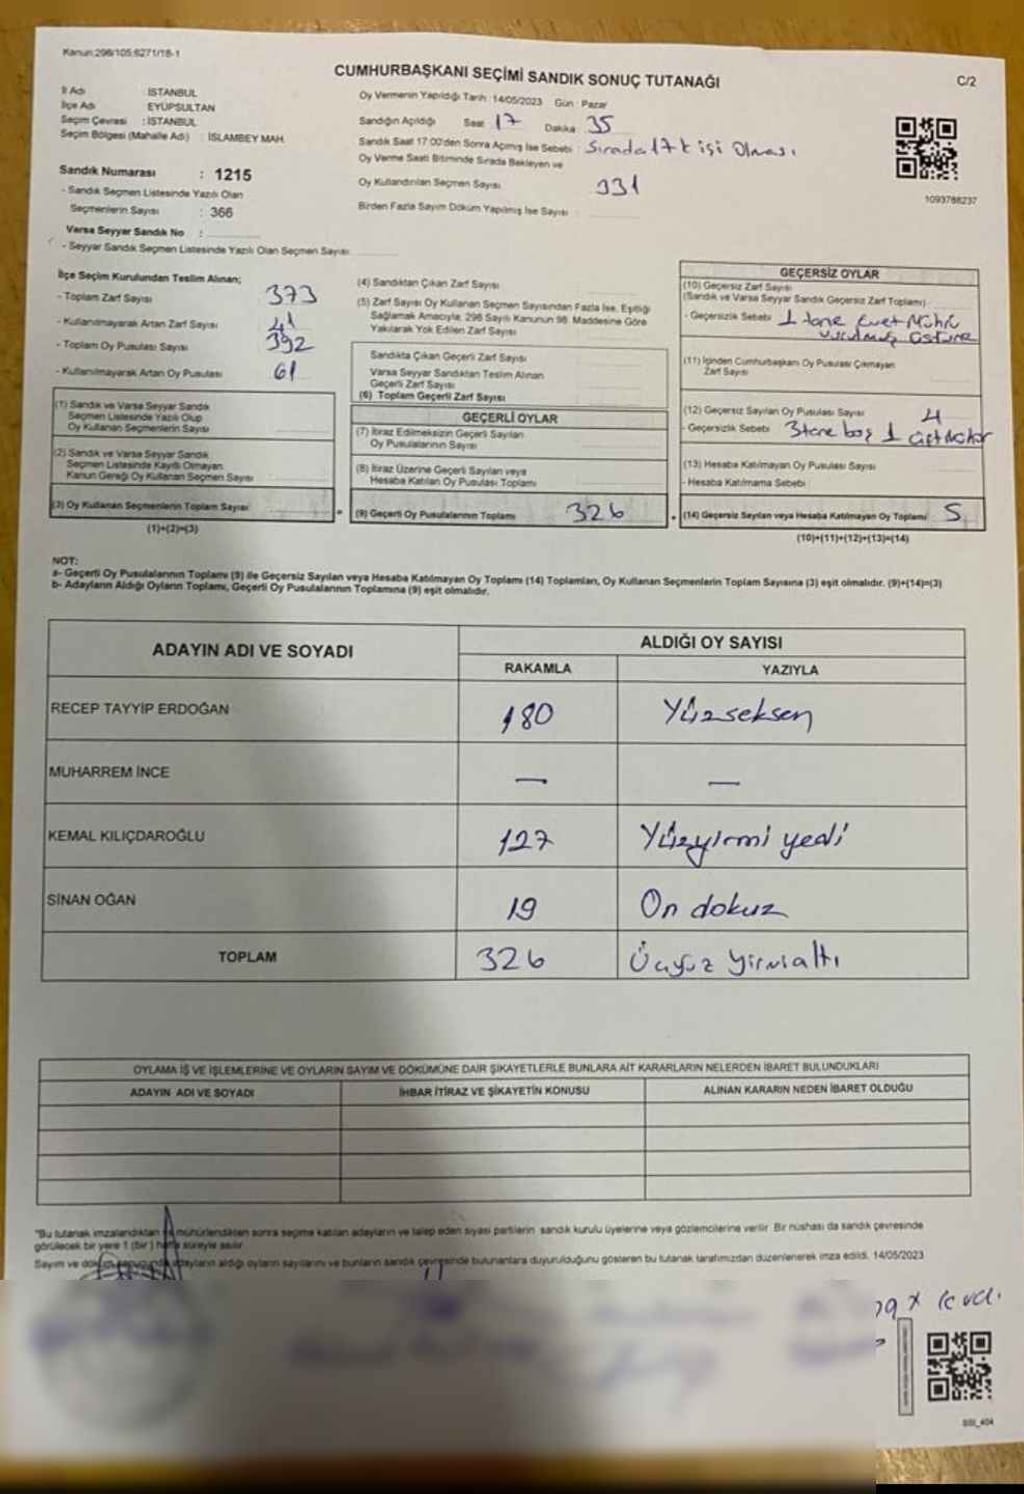 Kanun:298/105;6271/18-1
CUMHURBAŞKANI SEÇİMİ SANDIK SONUÇ TUTANAĞI
C/2
İl Adı : İSTANBUL
İlçe Adı EYÜPSULTAN
Seçim Çevresi : İSTANBUL
Seçim Bölgesi (Mahalle Adı) : İSLAMBEY MAH.
Oy Vermenin Yapıldığı Tarih : 14/05/2023 Gün : Pazar
Sandığın Açıldığı Saat 17 Dakika 35
Sandık Saat 17:00'den Sonra Açımış İse Sebebi : Sırada 17 kişi Olması.
Oy Verme Saati Bitiminde Sırada Bekleyen ve
Oy Kullandırılan Seçmen Sayısı 331
Birden Fazla Sayım Döküm Yapılmış İse Sayısı :
1093788237
Sandık Numarası : 1215
- Sandık Seçmen Listesinde Yazılı Olan
Seçmenlerin Sayısı : 366
Varsa Seyyar Sandık No :
- Seyyar Sandık Seçmen Listesinde Yazılı Olan Seçmen Sayısı
İlçe Seçim Kurulundan Teslim Alınan;
- Toplam Zarf Sayısı 373
- Kullanılmayarak Artan Zarf Sayısı 41
- Toplam Oy Pusulası Sayısı 392
- Kullanılmayarak Artan Oy Pusulası 61
(1) Sandık ve Varsa Seyyar Sandık
Seçmen Listesinde Yazılı Olup
Oy Kullanan Seçmenlerin Sayısı
(2) Sandık ve Varsa Seyyar Sandık
Seçmen Listesinde Kayıtlı Olmayan
Kanun Gereği Oy Kullanan Seçmen Sayısı
(3) Oy Kullanan Seçmenlerin Toplam Sayısı
(1)+(2)=(3)
(4) Sandıktan Çıkan Zarf Sayısı
(5) Zarf Sayısı Oy Kullanan Seçmen Sayısından Fazla İse, Eşitliği
Sağlamak Amacıyla, 298 Sayılı Kanunun 98. Maddesine Göre
Yakılarak Yok Edilen Zarf Sayısı
Sandıkta Çıkan Geçerli Zarf Sayısı
Varsa Seyyar Sandıktan Teslim Alınan
Geçerli Zarf Sayısı
(6) Toplam Geçerli Zarf Sayısı
GEÇERLİ OYLAR
(7) İtiraz Edilmeksizin Geçerli Sayılan
Oy Pusulalarının Sayısı
(8) İtiraz Üzerine Geçerli Sayılan veya
Hesaba Katılan Oy Pusulası Toplamı
(9) Geçerli Oy Pusulalarının Toplamı 326
GEÇERSİZ OYLAR
(10) Geçersiz Zarf Sayısı
(Sandık ve Varsa Seyyar Sandık Geçersiz Zarf Toplamı)
- Geçersizlik Sebebi 1 tane Evet Mührü
vurulmuş üstüne
(11) İçinden Cumhurbaşkanı Oy Pusulası Çıkmayan
Zarf Sayısı
(12) Geçersiz Sayılan Oy Pusulası Sayısı 4
- Geçersizlik Sebebi 3 tane boş 1 çift
(13) Hesaba Katılmayan Oy Pusulası Sayısı
- Hesaba Katılmama Sebebi :
(14) Geçersiz Sayılan veya Hesaba Katılmayan Oy Toplamı 5
(10)+(11)+(12)+(13)=(14)
NOT:
a- Geçerli Oy Pusulalarının Toplamı (9) ile Geçersiz Sayılan veya Hesaba Katılmayan Oy Toplamı (14) Toplamları, Oy Kullanan Seçmenlerin Toplam Sayısına (3) eşit olmalıdır. (9)+(14)=(3)
b- Adayların Aldığı Oyların Toplamı, Geçerli Oy Pusulalarının Toplamına (9) eşit olmalıdır.
ADAYIN ADI VE SOYADI ALDIĞI OY SAYISI
RAKAMLA YAZIYLA
RECEP TAYYİP ERDOĞAN 180 Yüzseksen
MUHARREM İNCE — —
KEMAL KILIÇDAROĞLU 127 Yüzyirmi yedi
SİNAN OĞAN 19 On dokuz
TOPLAM 326 Üçyüz yirmialtı
OYLAMA İŞ VE İŞLEMLERİNE VE OYLARIN SAYIM VE DÖKÜMÜNE DAİR ŞİKAYETLERLE BUNLARA AİT KARARLARIN NELERDEN İBARET BULUNDUKLARI
ADAYIN ADI VE SOYADI İHBAR İTİRAZ VE ŞİKAYETİN KONUSU ALINAN KARARIN NEDEN İBARET OLDUĞU
"Bu tutanak imzalandıktan ve mühürlendikten sonra seçime katılan adayların ve talep eden siyasi partilerin sandık kurulu üyelerine veya gözlemcilerine verilir. Bir nüshası da sandık çevresinde
görülecek bir yere 1 (bir) hafta süreyle asılır.
Sayım ve döküm adayların aldığı oyların sayılarını ve bunların sandık çevresinde bulunanlara duyurulduğunu gösteren bu tutanak tarafımızdan düzenlenerek imza edildi. 14/05/2023